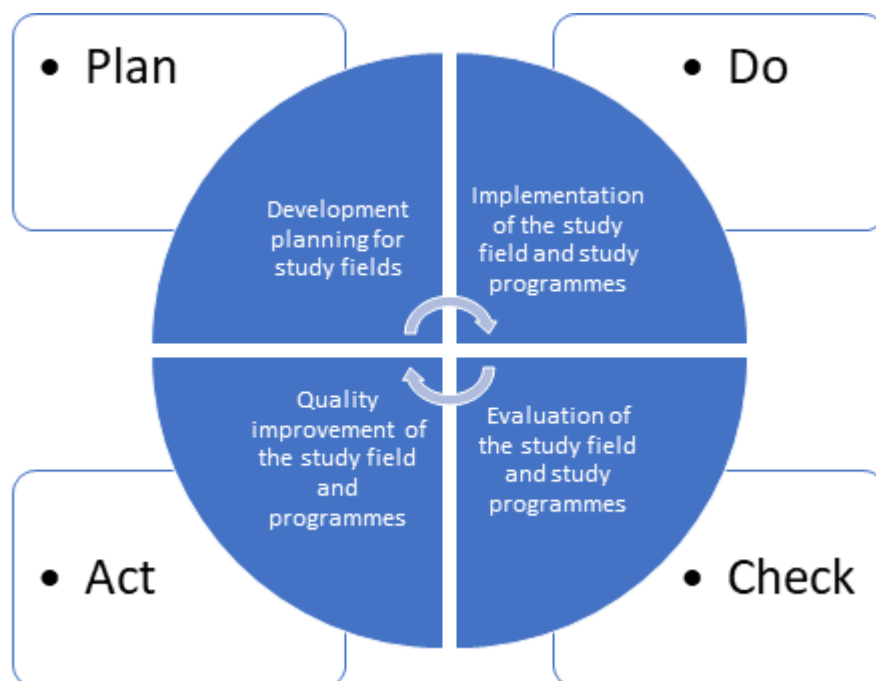 • Plan
• Do
Development
planning for
study fields
Implementation
of the study
field and study
programmes
Quality
improvement of
the study field
and
programmes
Evaluation of
the study field
and study
programmes
• Act
• Check